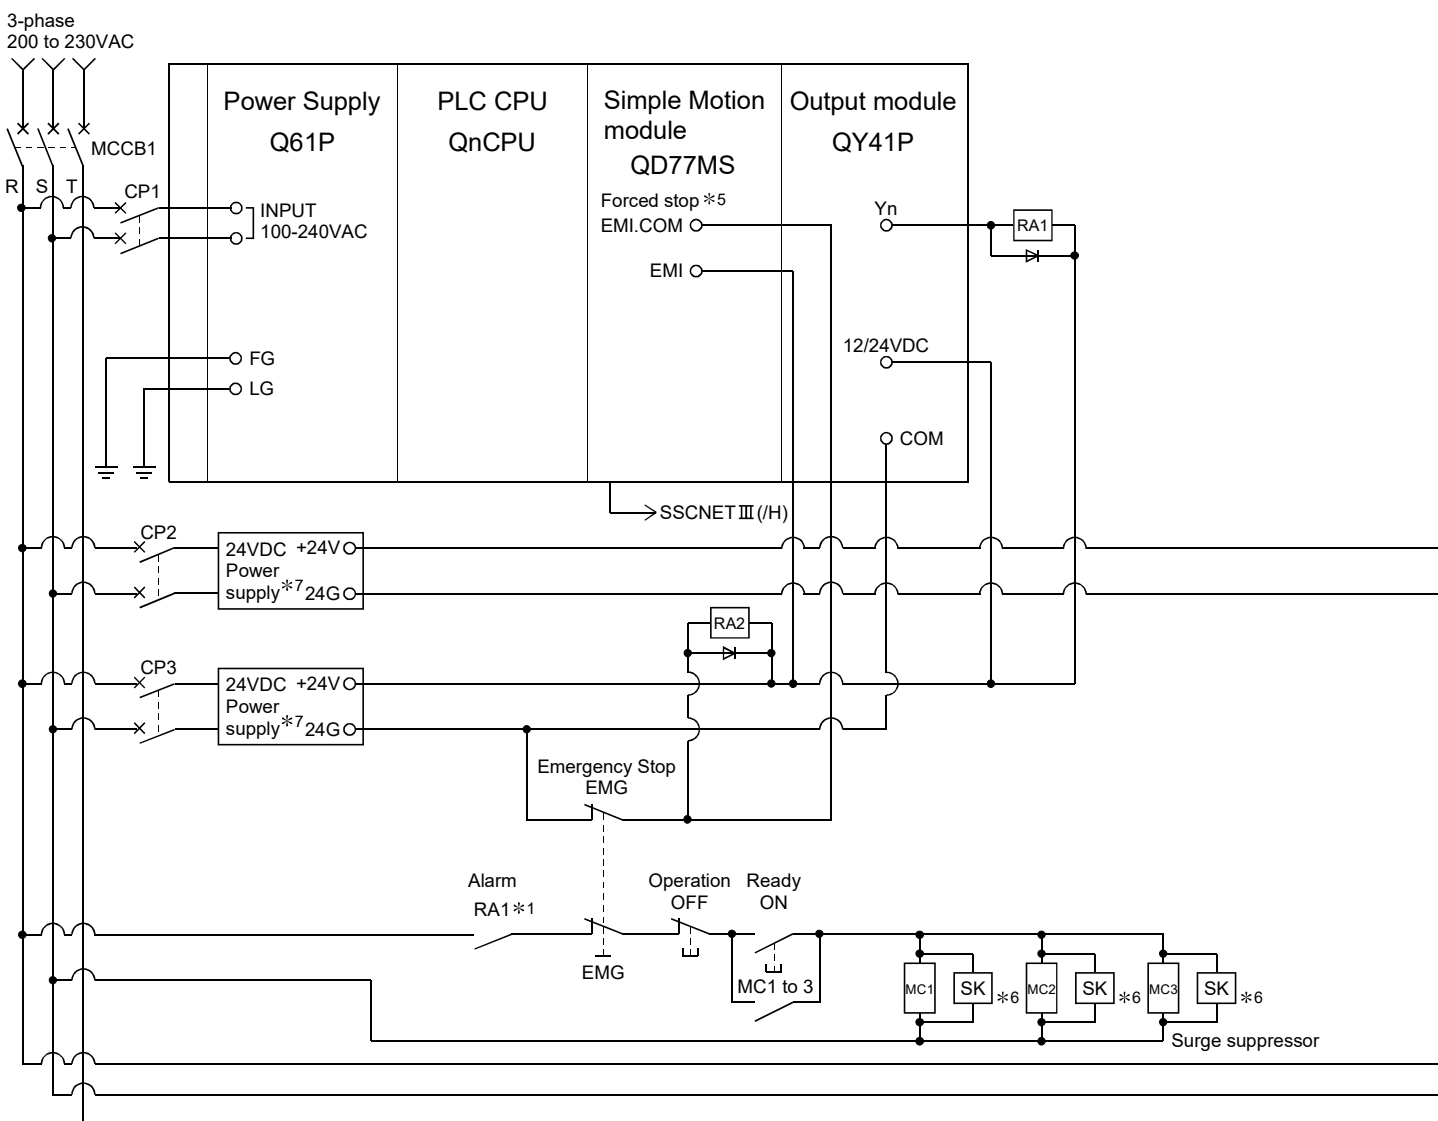 3-phase
200 to 230VAC
MCCB1
R S T
CP1
Power Supply
Q61P
INPUT
100-240VAC
FG
LG
PLC CPU
QnCPU
Simple Motion
module
QD77MS
Forced stop *5
EMI.COM
EMI
Output module
QY41P
Yn
12/24VDC
COM
RA1
SSCNETⅢ(/H)
CP2
24VDC +24V
Power
supply*7 24G
RA2
CP3
24VDC +24V
Power
supply*7 24G
Emergency Stop
EMG
Alarm
RA1*1
EMG
Operation
OFF
Ready
ON
MC1 to 3
MC1 SK *6
MC2 SK *6
MC3 SK *6
Surge suppressor